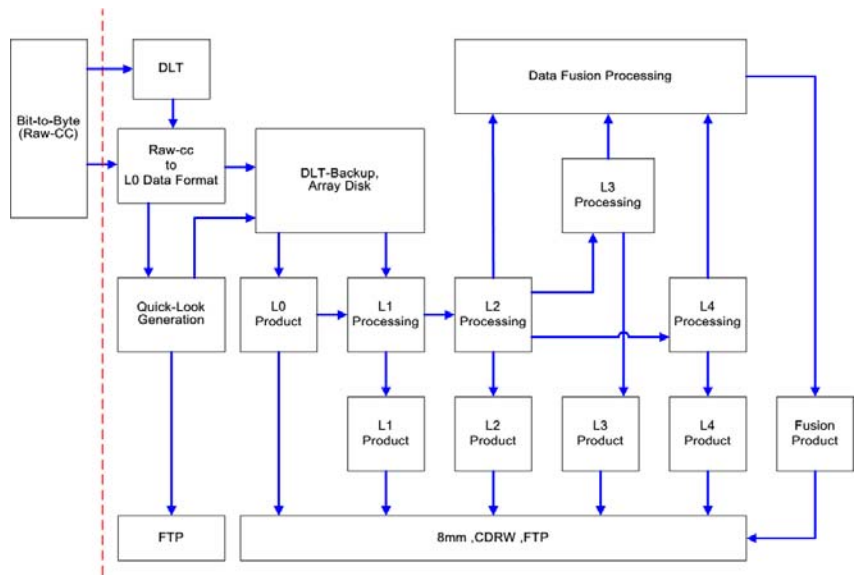 DLT
Data Fusion Processing
Bit-to-Byte
(Raw-CC)
Raw-cc
to
L0 Data Format
DLT-Backup,
Array Disk
L3
Processing
Quick-Look
Generation
L0
Product
L1
Processing
L2
Processing
L4
Processing
L1
Product
L2
Product
L3
Product
L4
Product
Fusion
Product
FTP
8mm ,CDRW ,FTP